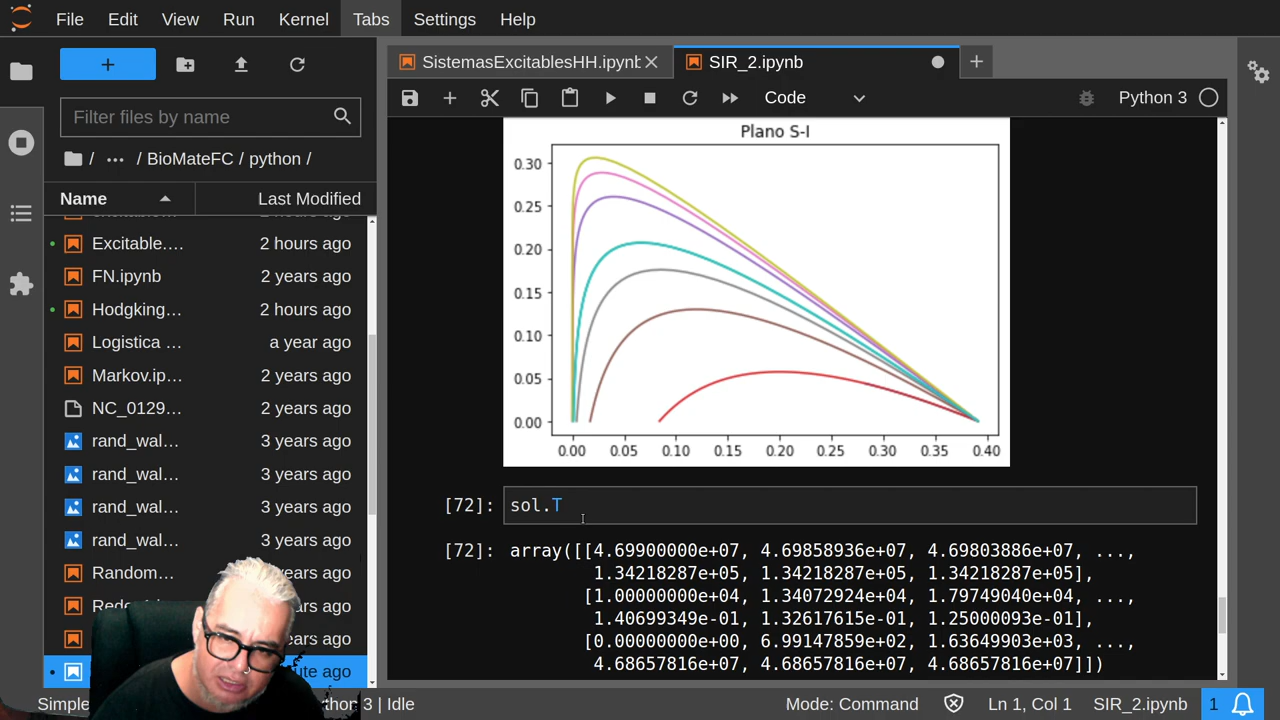 File Edit View Run Kernel Tabs Settings Help
Filter files by name
/ ... / BioMateFC / python /
Name Last Modified
Excitable.… 2 hours ago
FN.ipynb 2 years ago
Hodgking… 2 hours ago
Logistica … a year ago
Markov.ip… 2 years ago
NC_0129… 2 years ago
rand_wal… 3 years ago
rand_wal… 3 years ago
rand_wal… 3 years ago
rand_wal… 3 years ago
Random… years ago
Simple
SistemasExcitablesHH.ipynb
SIR_2.ipynb
Code
Python 3
Plano S-I
0.30
0.25
0.20
0.15
0.10
0.05
0.00
0.00 0.05 0.10 0.15 0.20 0.25 0.30 0.35 0.40
[72]: sol.T
[72]: array([[4.69900000e+07, 4.69858936e+07, 4.69803886e+07, ...,
1.34218287e+05, 1.34218287e+05, 1.34218287e+05],
[1.00000000e+04, 1.34072924e+04, 1.79749040e+04, ...,
1.40699349e-01, 1.32617615e-01, 1.25000093e-01],
[0.00000000e+00, 6.99147859e+02, 1.63649903e+03, ...,
4.68657816e+07, 4.68657816e+07, 4.68657816e+07]])
3 | Idle
Mode: Command
Ln 1, Col 1
SIR_2.ipynb
1